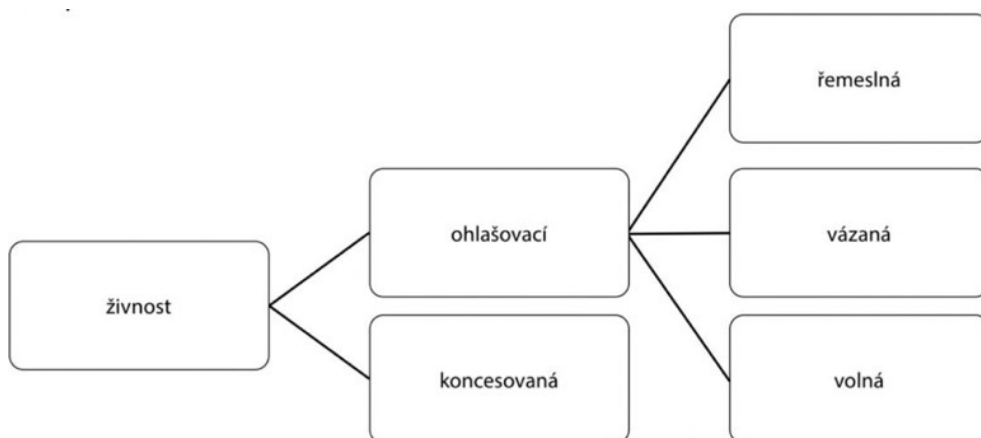 živnost
ohlašovací
koncesovaná
řemeslná
vázaná
volná